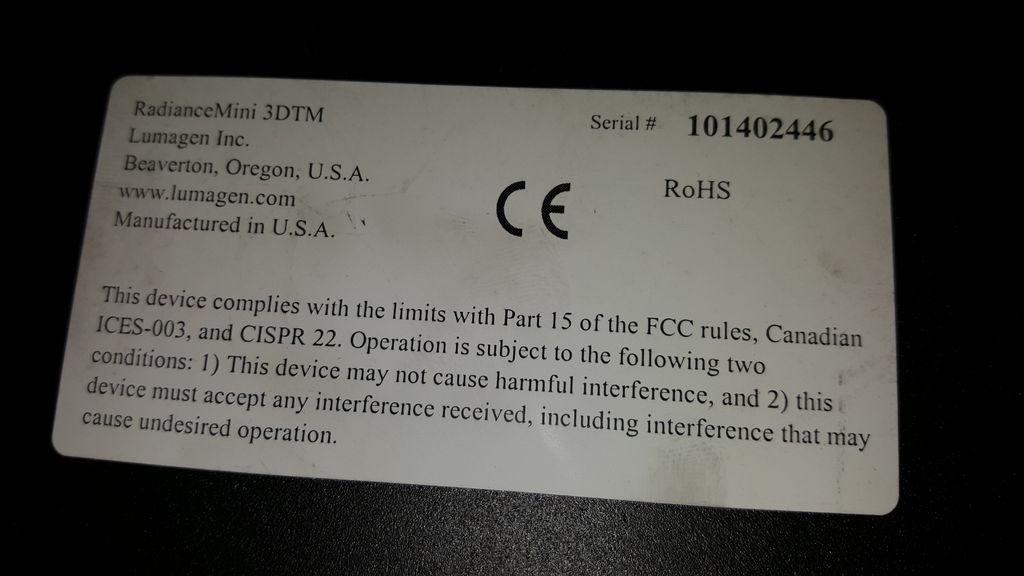 RadianceMini 3DTM
Lumagen Inc.
Beaverton, Oregon, U.S.A.
www.lumagen.com
Manufactured in U.S.A.
Serial # 101402446
RoHS
CE
This device complies with the limits with Part 15 of the FCC rules, Canadian
ICES-003, and CISPR 22. Operation is subject to the following two
conditions: 1) This device may not cause harmful interference, and 2) this
device must accept any interference received, including interference that may
cause undesired operation.